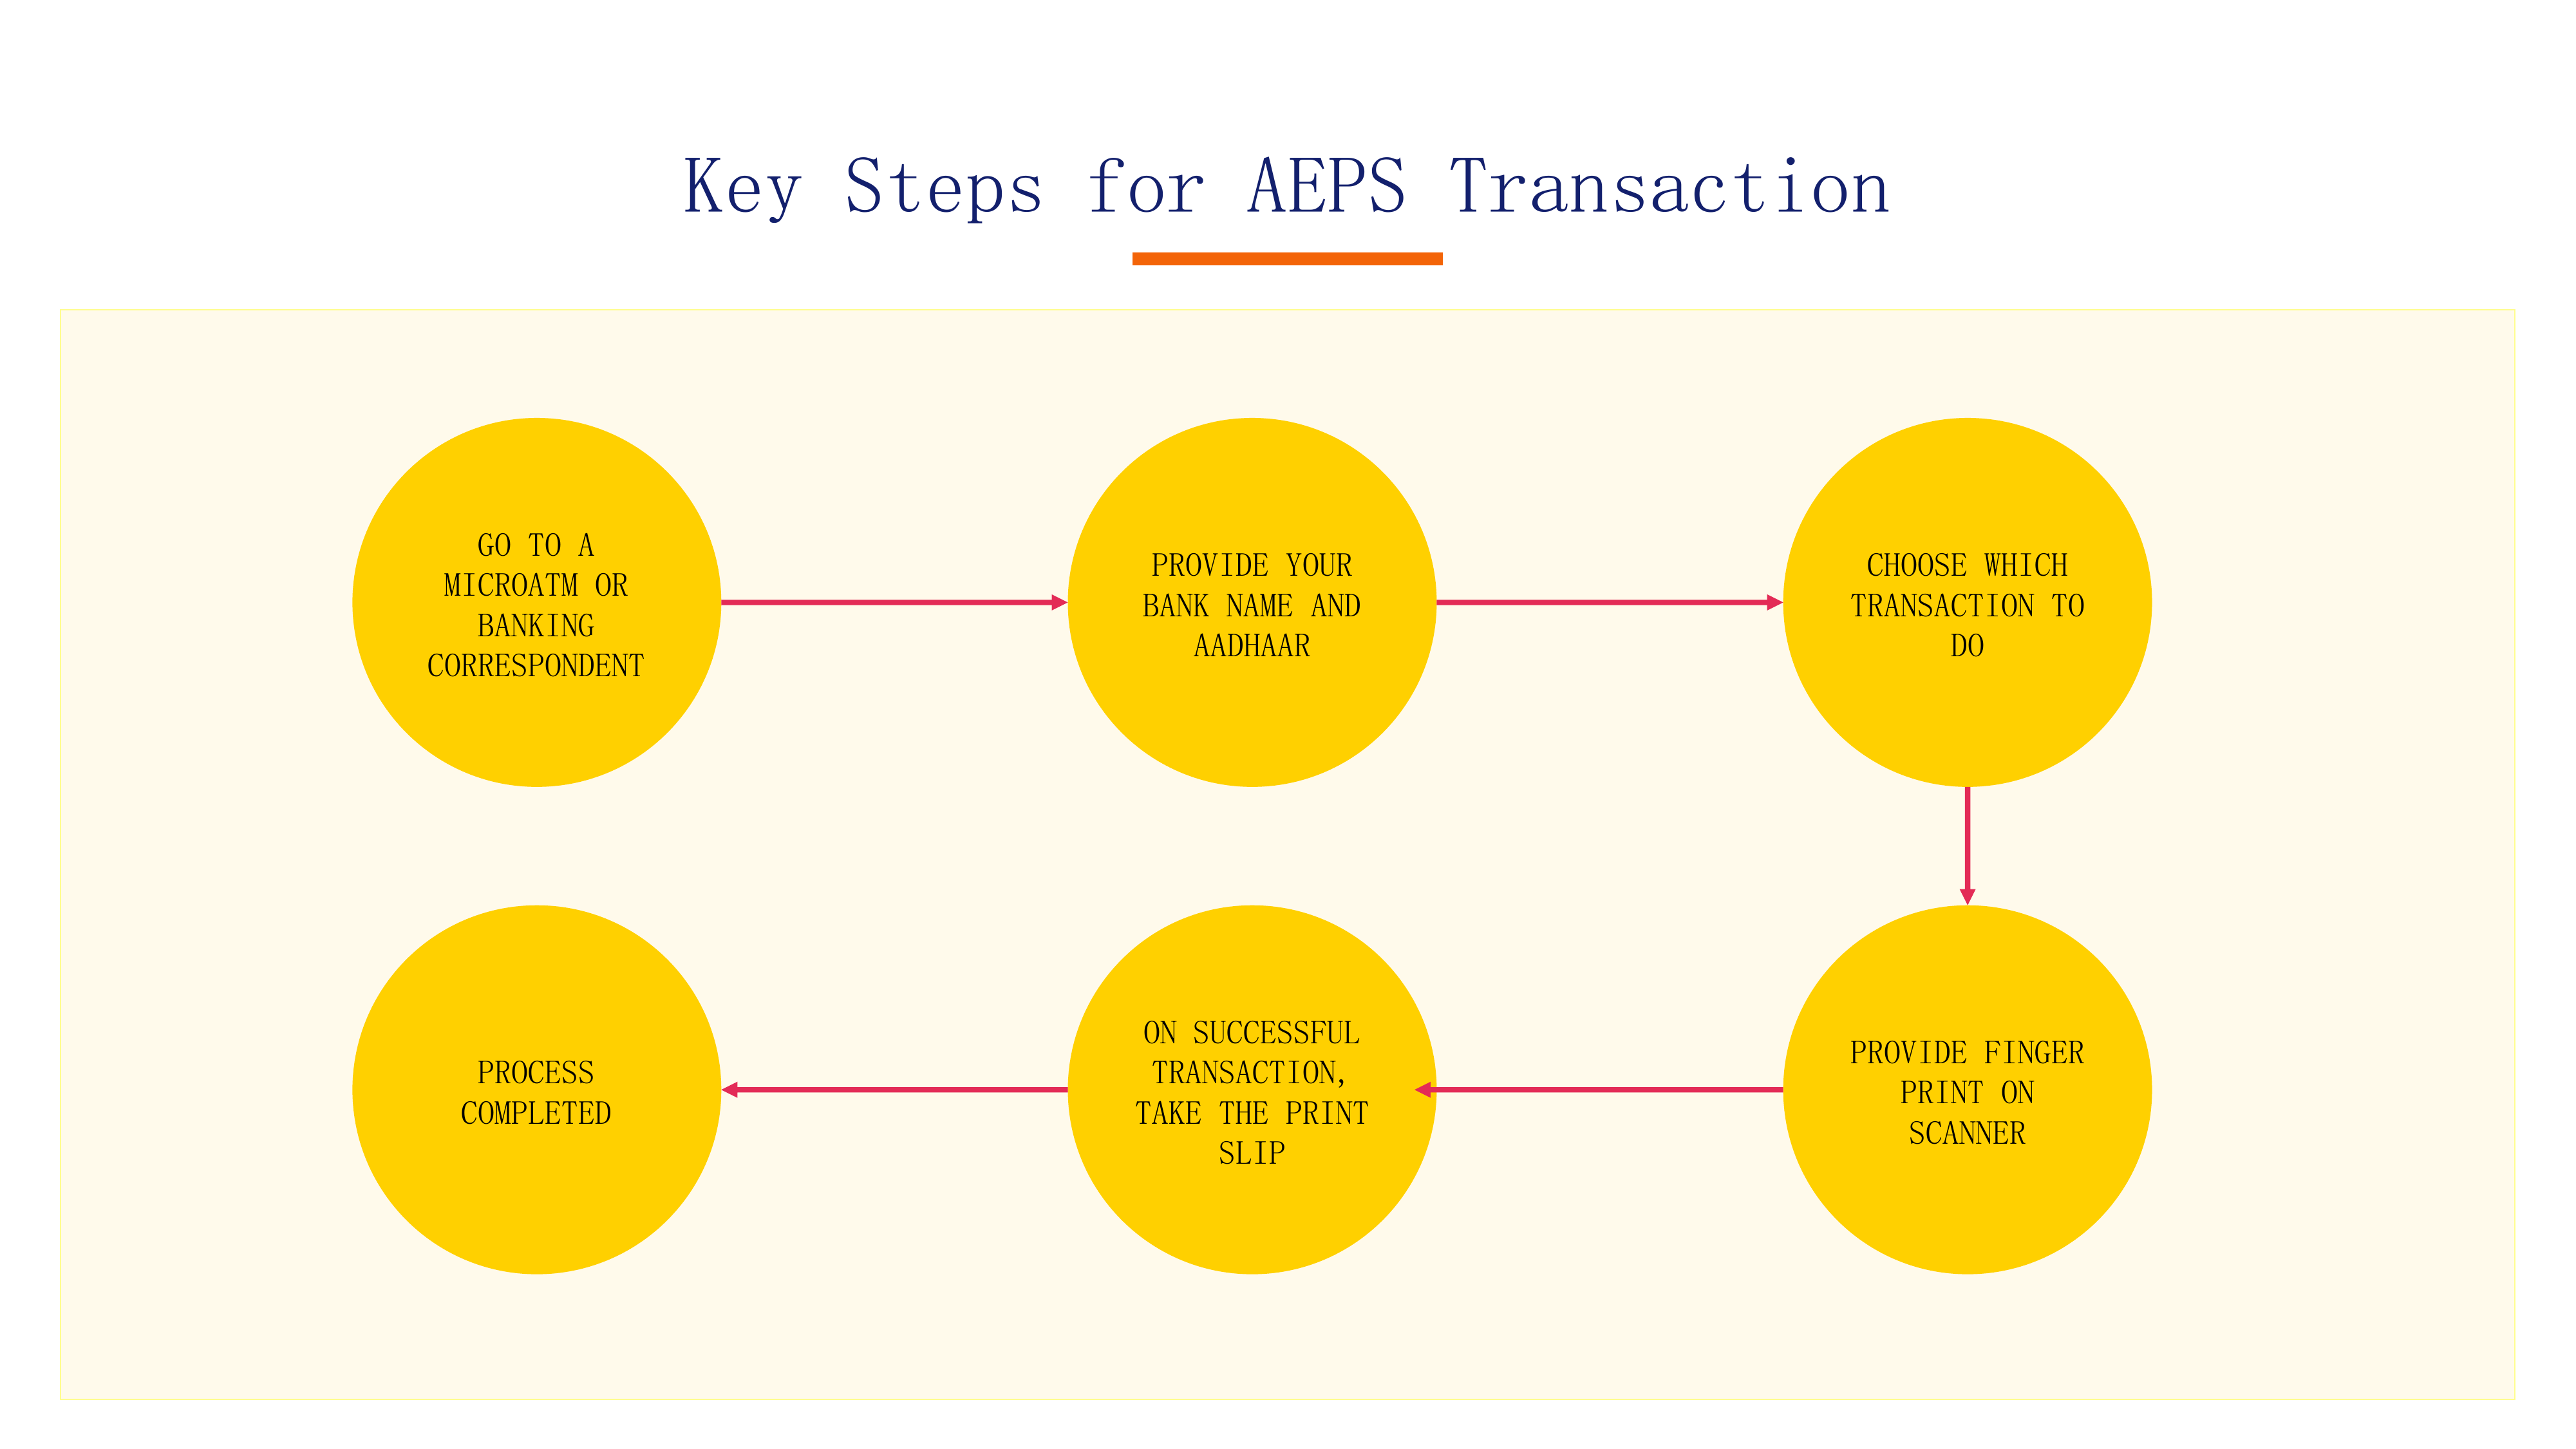 Key Steps for AEPS Transaction
GO TO A
MICROATM OR
BANKING
CORRESPONDENT
PROVIDE YOUR
BANK NAME AND
AADHAAR
CHOOSE WHICH
TRANSACTION TO
DO
PROVIDE FINGER
PRINT ON
SCANNER
ON SUCCESSFUL
TRANSACTION,
TAKE THE PRINT
SLIP
PROCESS
COMPLETED